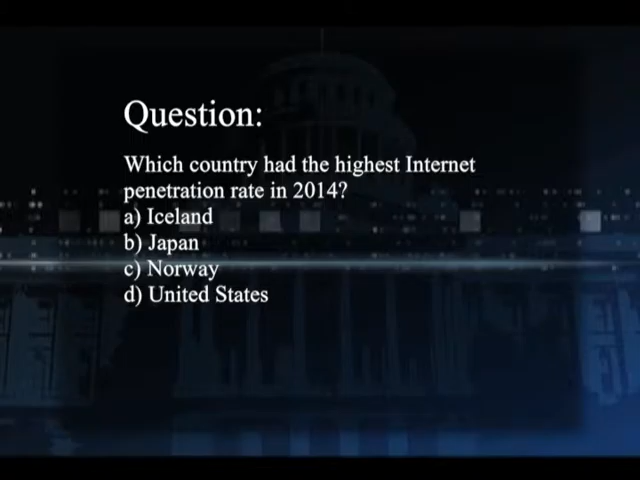 Question:
Which country had the highest Internet
penetration rate in 2014?
a) Iceland
b) Japan
c) Norway
d) United States